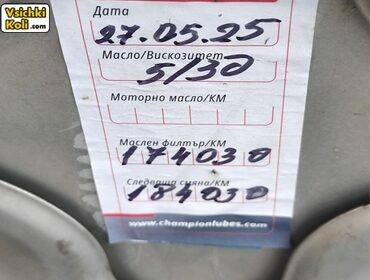 Vsichki
Koli.com
Дата
27.05.25
Масло/Вискозитет
5/30
Моторно масло/КМ
Маслен филтър/КМ
174030
Следваща смяна/КМ
184030
www.championlubes.com